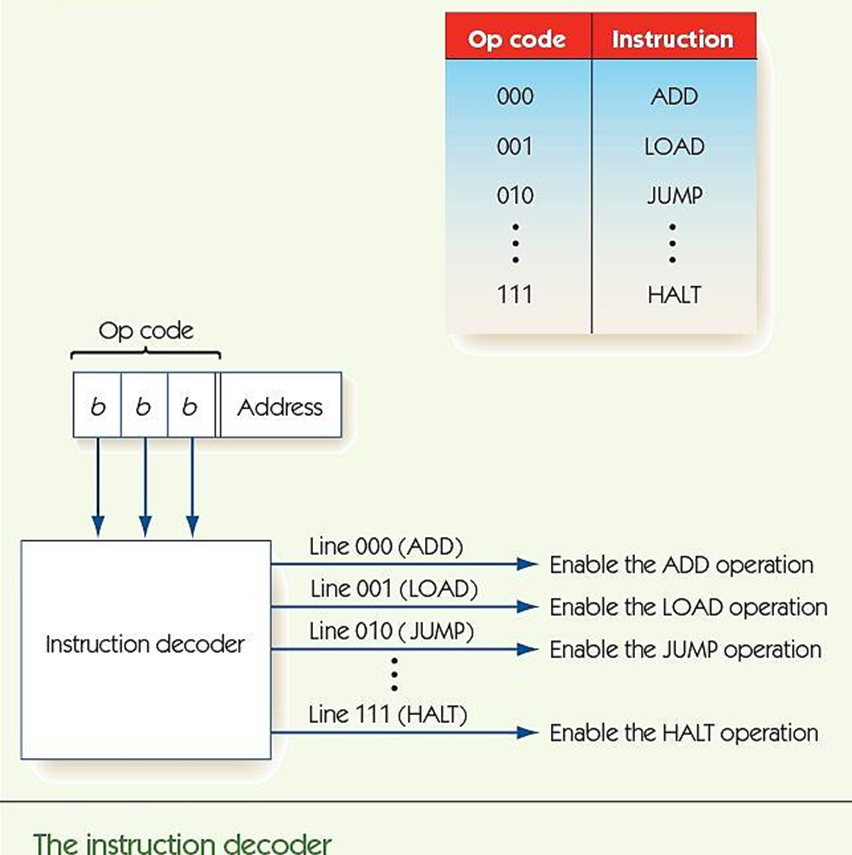 Op code Instruction
000 ADD
001 LOAD
010 JUMP
111 HALT
Op code
b b b Address
Instruction decoder
Line 000 (ADD) Enable the ADD operation
Line 001 (LOAD) Enable the LOAD operation
Line 010 ( JUMP) Enable the JUMP operation
Line 111 (HALT) Enable the HALT operation
The instruction decoder